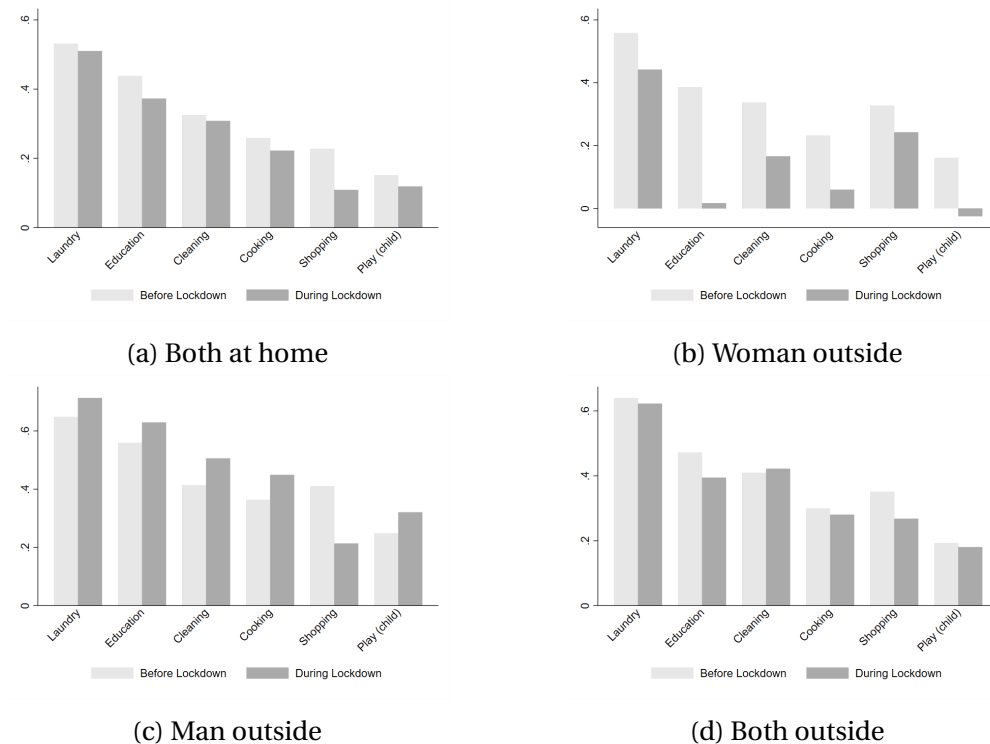 .6
.4
.2
0
Laundry
Education
Cleaning
Cooking
Shopping
Play (child)
Before Lockdown During Lockdown
(a) Both at home
.6
.4
.2
0
Laundry
Education
Cleaning
Cooking
Shopping
Play (child)
Before Lockdown During Lockdown
(b) Woman outside
.6
.4
.2
0
Laundry
Education
Cleaning
Cooking
Shopping
Play (child)
Before Lockdown During Lockdown
(c) Man outside
.6
.4
.2
0
Laundry
Education
Cleaning
Cooking
Shopping
Play (child)
Before Lockdown During Lockdown
(d) Both outside